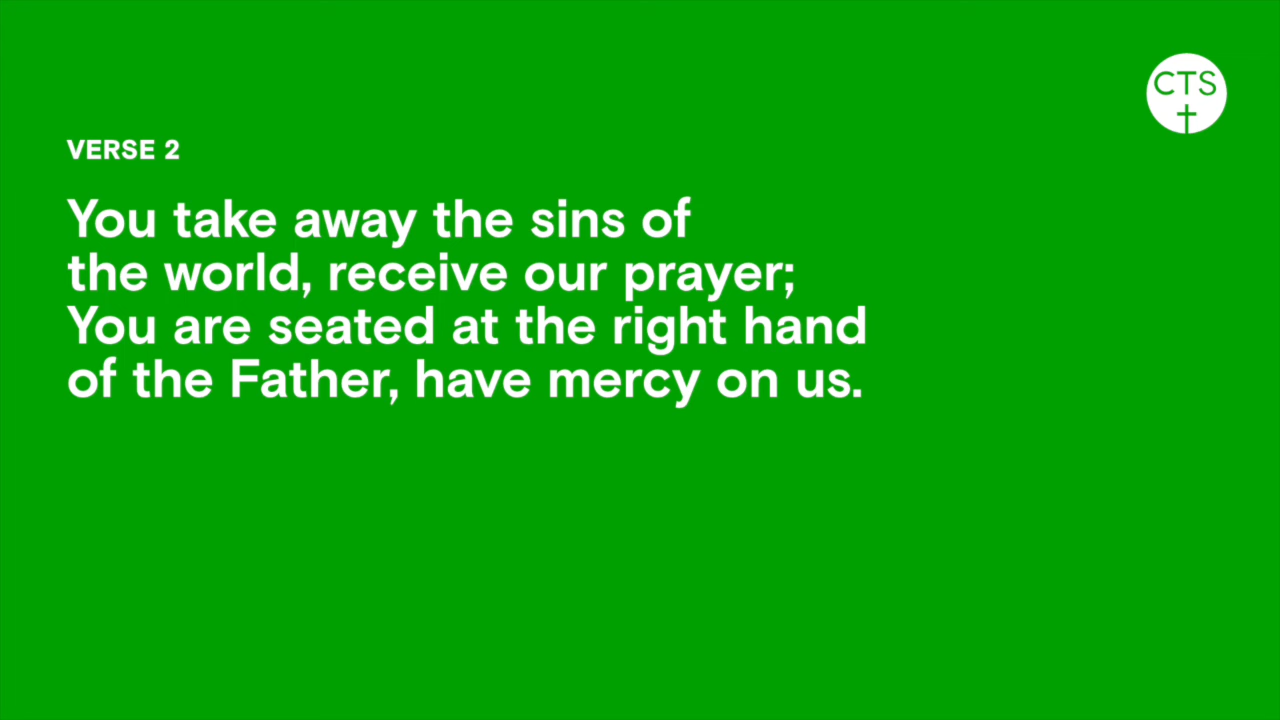 CTS
VERSE 2
You take away the sins of
the world, receive our prayer;
You are seated at the right hand
of the Father, have mercy on us.